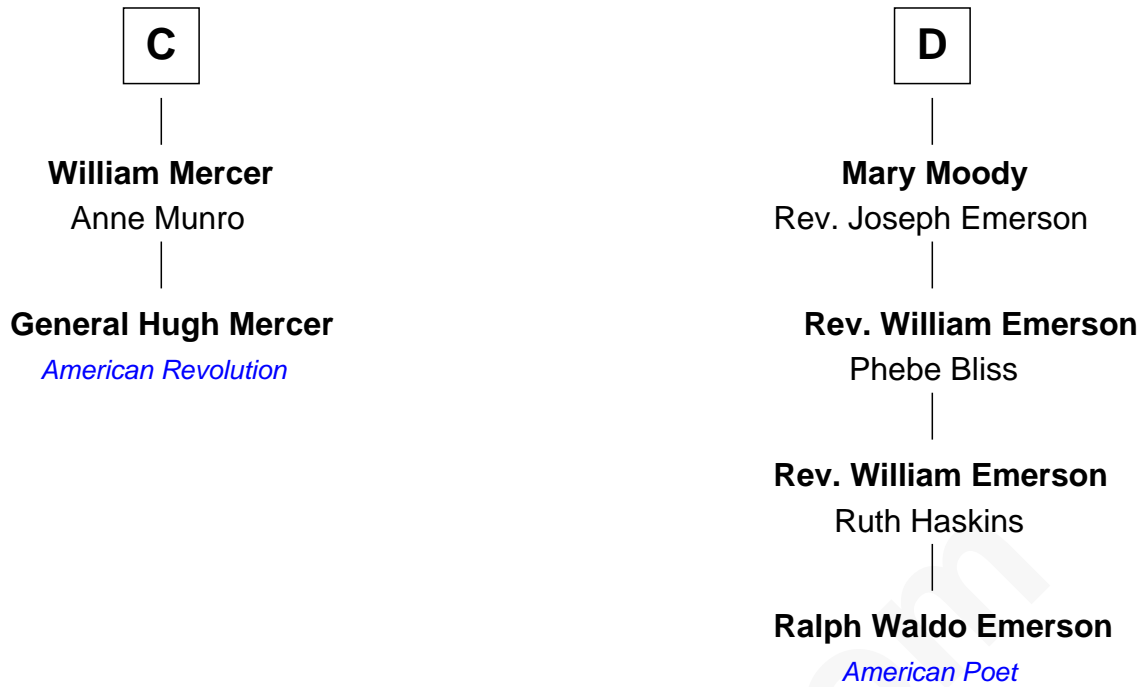 C
William Mercer
Anne Munro
General Hugh Mercer
American Revolution
D
Mary Moody
Rev. Joseph Emerson
Rev. William Emerson
Phebe Bliss
Rev. William Emerson
Ruth Haskins
Ralph Waldo Emerson
American Poet